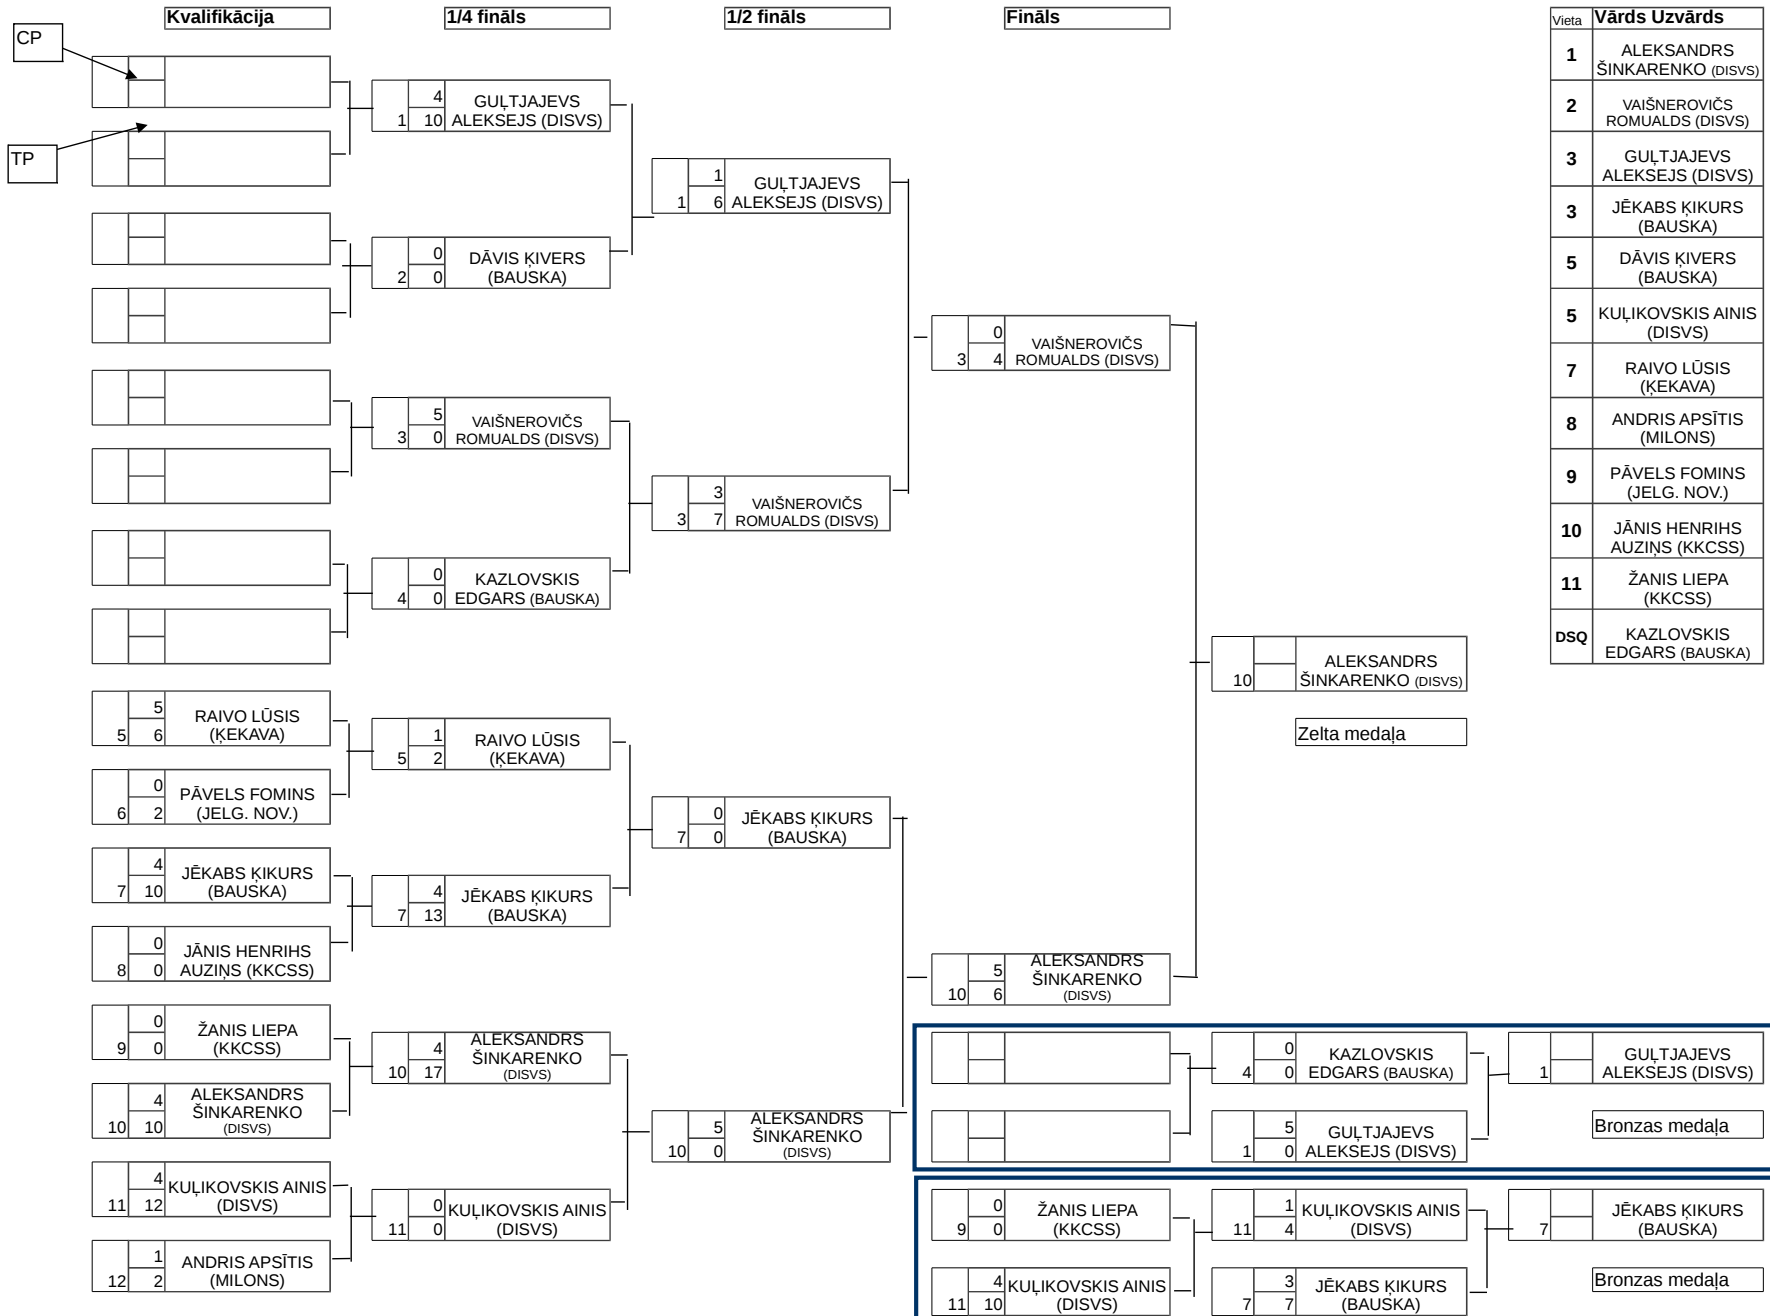 Kvalifikācija
1/4 fināls
1/2 fināls
Fināls
Vieta Vārds Uzvārds
CP
TP
4
GUĻTJAJEVS
1 10 ALEKSEJS (DISVS)
0
DĀVIS ĶIVERS
2 0 (BAUSKA)
5
VAIŠNEROVIČS
3 0 ROMUALDS (DISVS)
0
KAZLOVSKIS
4 0 EDGARS (BAUSKA)
5
RAIVO LŪSIS
5 6 (ĶEKAVA)
0
PĀVELS FOMINS
6 2 (JELG. NOV.)
4
JĒKABS ĶIKURS
7 10 (BAUSKA)
0
JĀNIS HENRIHS
8 0 AUZIŅS (KKCSS)
0
ŽANIS LIEPA
9 0 (KKCSS)
4
ALEKSANDRS
ŠINKARENKO
10 10 (DISVS)
4
KUĻIKOVSKIS AINIS
11 12 (DISVS)
1
ANDRIS APSĪTIS
12 2 (MILONS)
1
RAIVO LŪSIS
5 2 (ĶEKAVA)
4
JĒKABS ĶIKURS
7 13 (BAUSKA)
4
ALEKSANDRS
ŠINKARENKO
10 17 (DISVS)
0
KUĻIKOVSKIS AINIS
11 0 (DISVS)
1
GUĻTJAJEVS
1 6 ALEKSEJS (DISVS)
3
VAIŠNEROVIČS
3 7 ROMUALDS (DISVS)
0
JĒKABS ĶIKURS
7 0 (BAUSKA)
5
ALEKSANDRS
ŠINKARENKO
10 0 (DISVS)
0
VAIŠNEROVIČS
3 4 ROMUALDS (DISVS)
5
ALEKSANDRS
ŠINKARENKO
10 6 (DISVS)
ALEKSANDRS
10 ŠINKARENKO (DISVS)
Zelta medaļa
0
KAZLOVSKIS
4 0 EDGARS (BAUSKA)
5
GUĻTJAJEVS
1 0 ALEKSEJS (DISVS)
GUĻTJAJEVS
1 ALEKSEJS (DISVS)
Bronzas medaļa
0
ŽANIS LIEPA
9 0 (KKCSS)
4
KUĻIKOVSKIS AINIS
11 10 (DISVS)
1
KUĻIKOVSKIS AINIS
11 4 (DISVS)
3
JĒKABS ĶIKURS
7 7 (BAUSKA)
JĒKABS ĶIKURS
7 (BAUSKA)
Bronzas medaļa
1 ALEKSANDRS
ŠINKARENKO (DISVS)
2 VAIŠNEROVIČS
ROMUALDS (DISVS)
3 GUĻTJAJEVS
ALEKSEJS (DISVS)
3 JĒKABS ĶIKURS
(BAUSKA)
5 DĀVIS ĶIVERS
(BAUSKA)
5 KUĻIKOVSKIS AINIS
(DISVS)
7 RAIVO LŪSIS
(ĶEKAVA)
8 ANDRIS APSĪTIS
(MILONS)
9 PĀVELS FOMINS
(JELG. NOV.)
10 JĀNIS HENRIHS
AUZIŅS (KKCSS)
11 ŽANIS LIEPA
(KKCSS)
DSQ KAZLOVSKIS
EDGARS (BAUSKA)